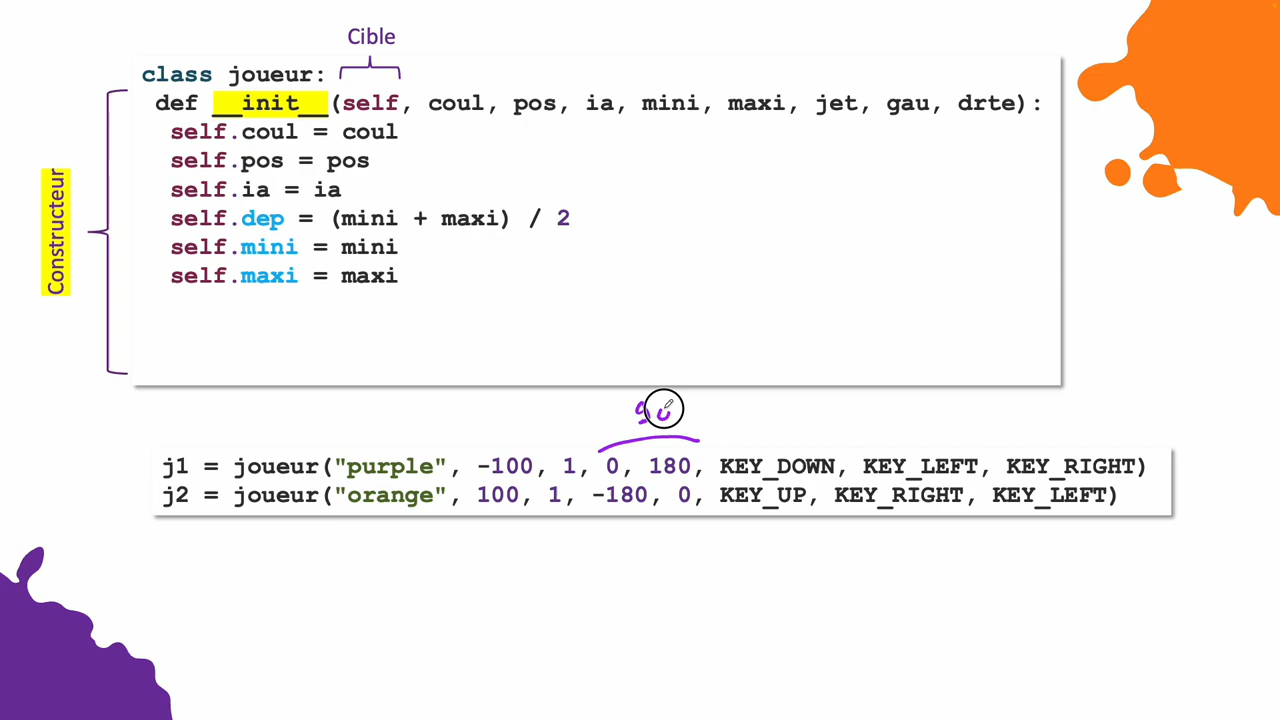 Cible
class joueur:
def __init__(self, coul, pos, ia, mini, maxi, jet, gau, drte):
self.coul = coul
self.pos = pos
self.ia = ia
self.dep = (mini + maxi) / 2
self.mini = mini
self.maxi = maxi
Constructeur
j1 = joueur("purple", -100, 1, 0, 180, KEY_DOWN, KEY_LEFT, KEY_RIGHT)
j2 = joueur("orange", 100, 1, -180, 0, KEY_UP, KEY_RIGHT, KEY_LEFT)